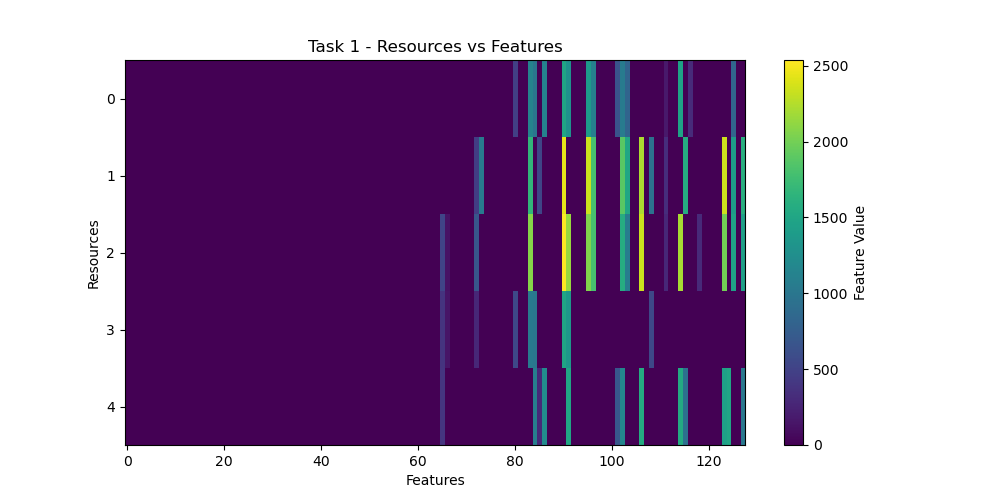 Task 1 - Resources vs Features
0
1
2
3
4
Resources
0 20 40 60 80 100 120
Features
2500
2000
1500
1000
500
0
Feature Value